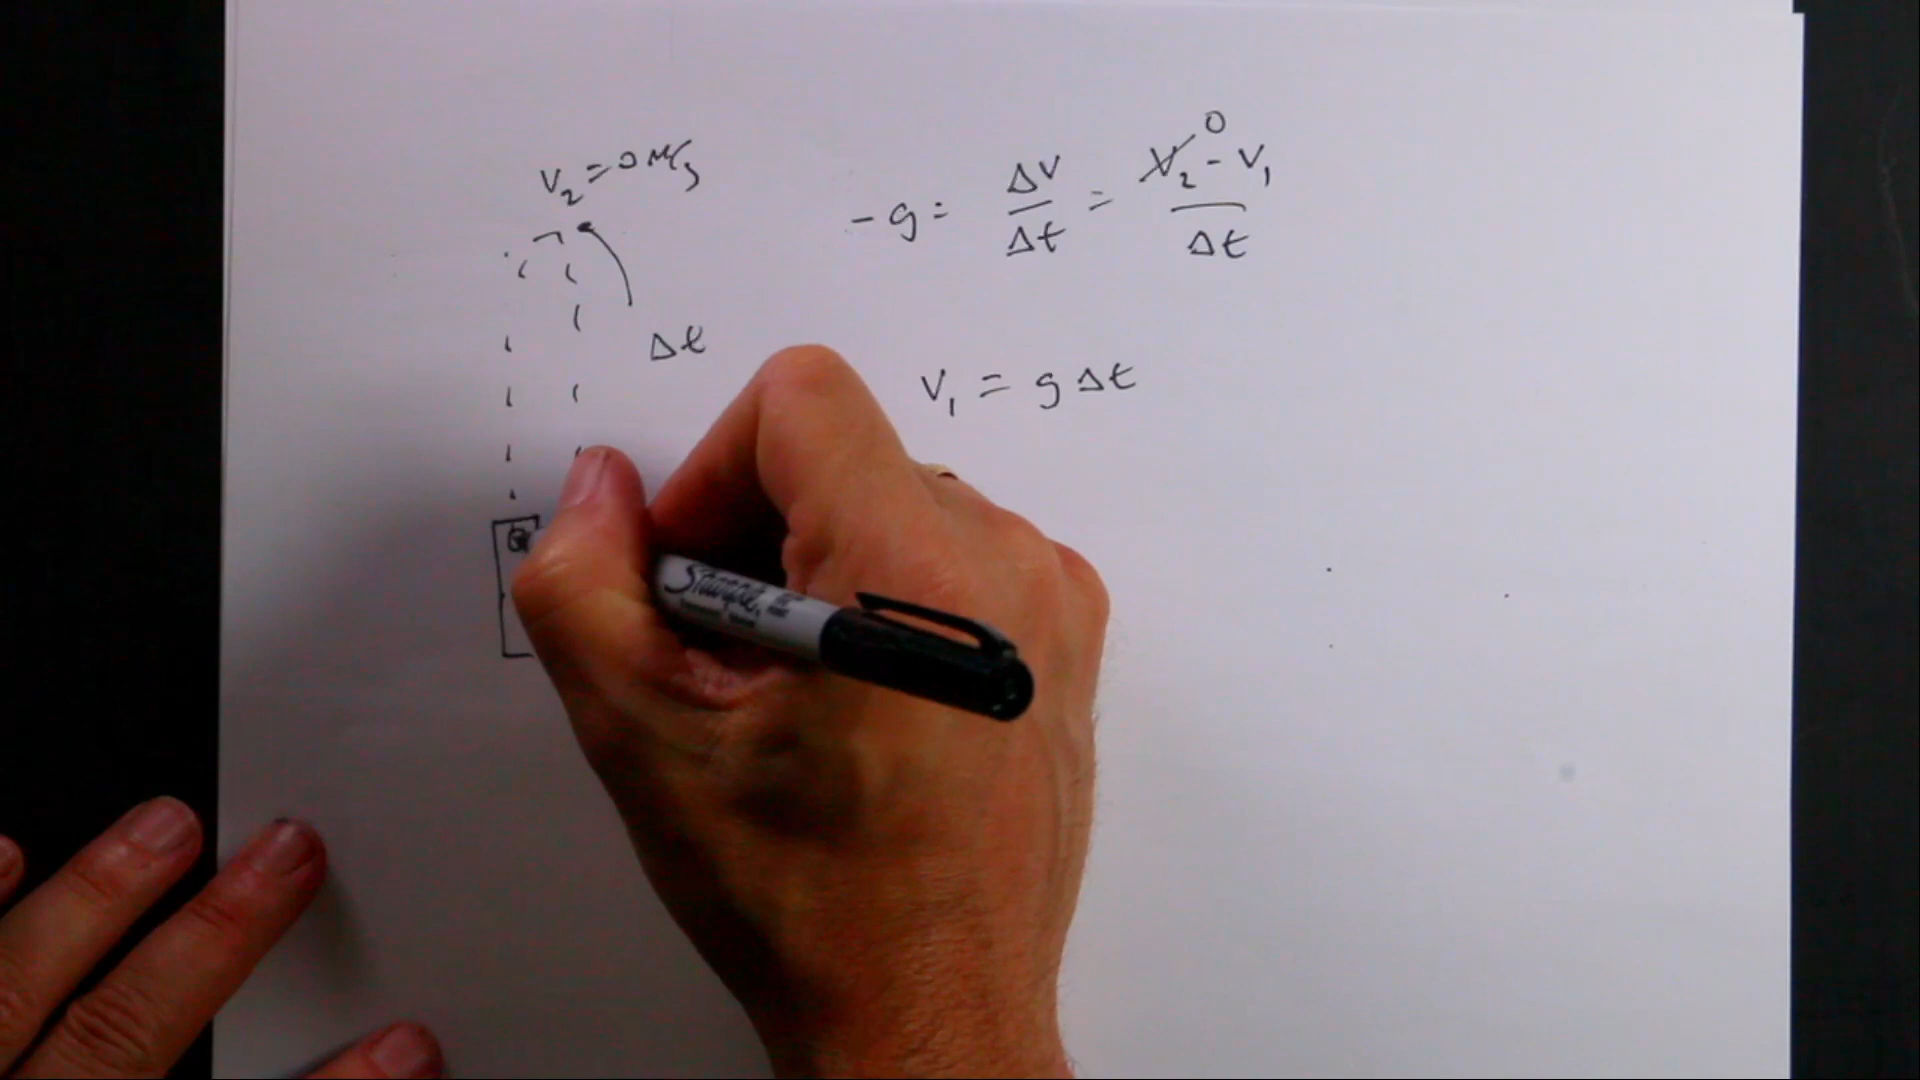 V₂ = 0 m/s
-g = ΔV/Δt = (V₂ - V₁)/Δt
0
Δt
V₁ = g Δt
Sharpie